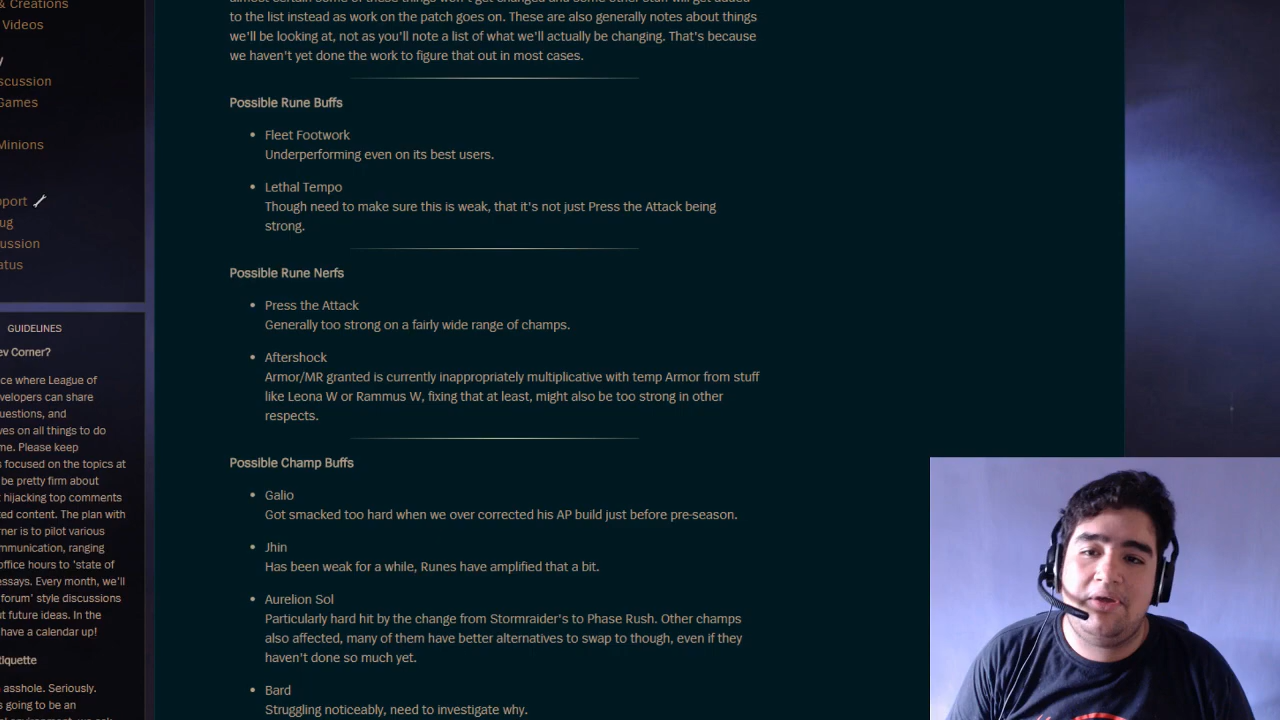 & Creations
Videos
scussion
Games
Minions
pport
ug
ussion
atus
GUIDELINES
ev Corner?
ce where League of
velopers can share
questions, and
ves on all things to do
me. Please keep
s focused on the topics at
be pretty firm about
t hijacking top comments
ted content. The plan with
rner is to pilot various
mmunication, ranging
office hours to 'state of
essays. Every month, we'll
forum' style discussions
ut future ideas. In the
have a calendar up!
tiquette
asshole. Seriously.
s going to be an
to the list instead as work on the patch goes on. These are also generally notes about things
we'll be looking at, not as you'll note a list of what we'll actually be changing. That's because
we haven't yet done the work to figure that out in most cases.
Possible Rune Buffs
• Fleet Footwork
Underperforming even on its best users.
• Lethal Tempo
Though need to make sure this is weak, that it's not just Press the Attack being
strong.
Possible Rune Nerfs
• Press the Attack
Generally too strong on a fairly wide range of champs.
• Aftershock
Armor/MR granted is currently inappropriately multiplicative with temp Armor from stuff
like Leona W or Rammus W, fixing that at least, might also be too strong in other
respects.
Possible Champ Buffs
• Galio
Got smacked too hard when we over corrected his AP build just before pre-season.
• Jhin
Has been weak for a while, Runes have amplified that a bit.
• Aurelion Sol
Particularly hard hit by the change from Stormraider's to Phase Rush. Other champs
also affected, many of them have better alternatives to swap to though, even if they
haven't done so much yet.
• Bard
Struggling noticeably, need to investigate why.